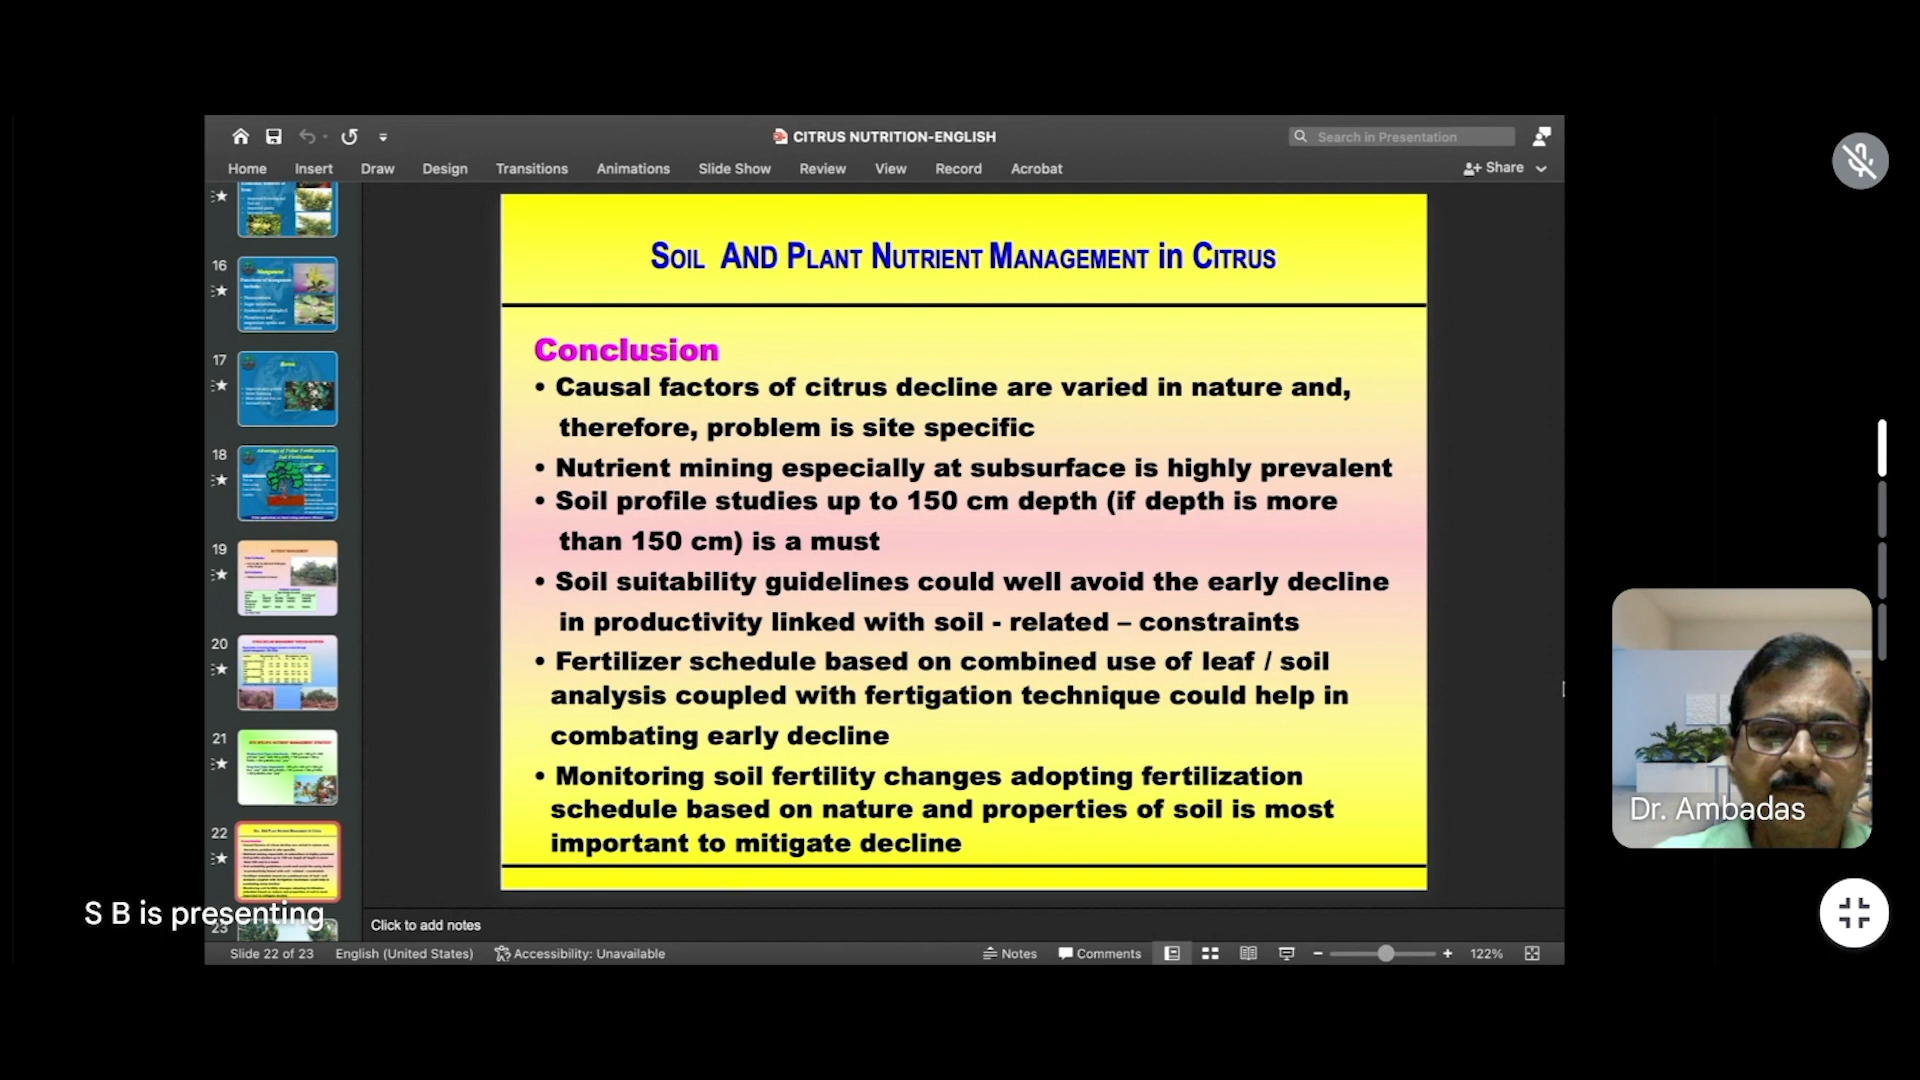 CITRUS NUTRITION-ENGLISH
Search in Presentation
Home Insert Draw Design Transitions Animations Slide Show Review View Record Acrobat
Share
16
17
18
19
20
21
22
23
SOIL AND PLANT NUTRIENT MANAGEMENT in CITRUS
Conclusion
• Causal factors of citrus decline are varied in nature and,
therefore, problem is site specific
• Nutrient mining especially at subsurface is highly prevalent
• Soil profile studies up to 150 cm depth (if depth is more
than 150 cm) is a must
• Soil suitability guidelines could well avoid the early decline
in productivity linked with soil - related – constraints
• Fertilizer schedule based on combined use of leaf / soil
analysis coupled with fertigation technique could help in
combating early decline
• Monitoring soil fertility changes adopting fertilization
schedule based on nature and properties of soil is most
important to mitigate decline
Dr. Ambadas
S B is presenting
Click to add notes
Slide 22 of 23 English (United States) Accessibility: Unavailable Notes Comments 122%